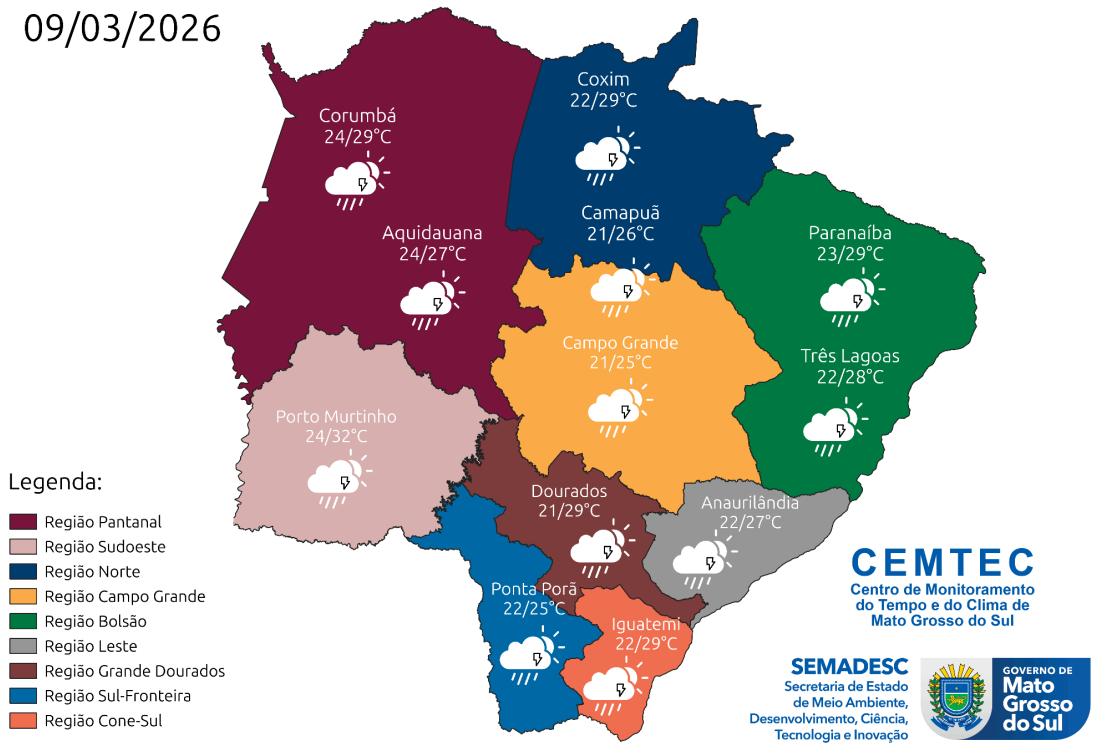 09/03/2026
Coxim
22/29°C
Corumbá
24/29°C
Camapuã
21/26°C
Aquidauana
24/27°C
Paranaíba
23/29°C
Campo Grande
21/25°C
Três Lagoas
22/28°C
Porto Murtinho
24/32°C
Dourados
21/29°C
Anaurilândia
22/27°C
Ponta Porã
22/25°C
Iguatemi
22/29°C
Legenda:
Região Pantanal
Região Sudoeste
Região Norte
Região Campo Grande
Região Bolsão
Região Leste
Região Grande Dourados
Região Sul-Fronteira
Região Cone-Sul
CEMTEC
Centro de Monitoramento
do Tempo e do Clima de
Mato Grosso do Sul
SEMADESC
Secretaria de Estado
de Meio Ambiente,
Desenvolvimento, Ciência,
Tecnologia e Inovação
GOVERNO DE
Mato
Grosso
do Sul